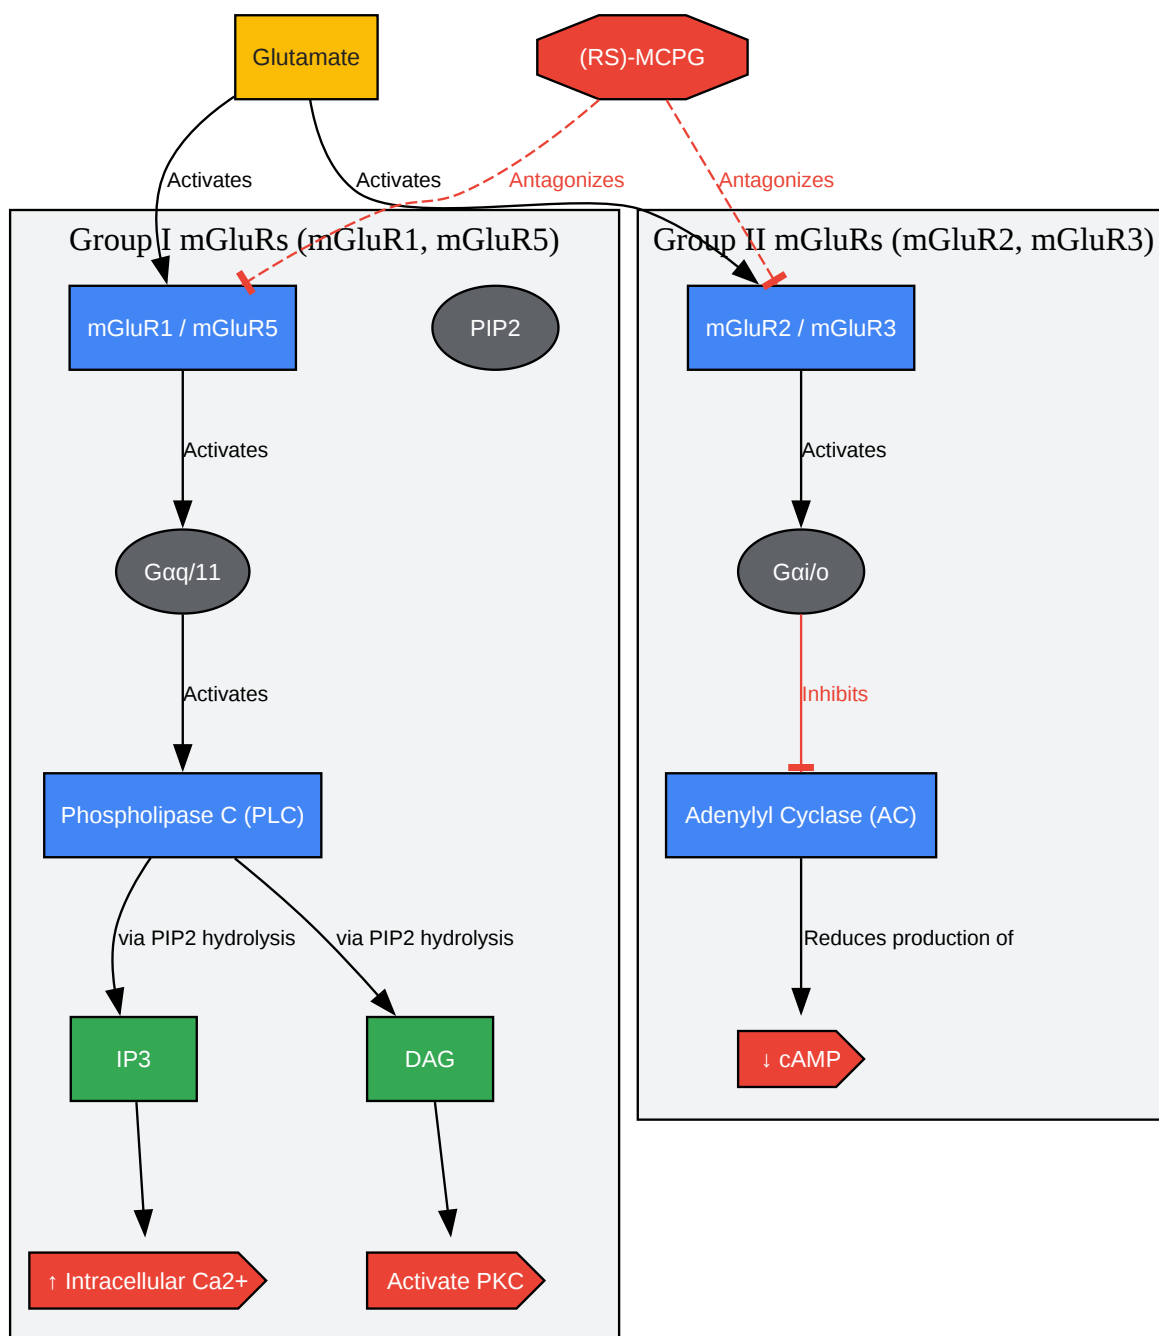 Glutamate
(RS)-MCPG
Activates
Activates
Antagonizes
Antagonizes
Group I mGluRs (mGluR1, mGluR5)
Group II mGluRs (mGluR2, mGluR3)
mGluR1 / mGluR5
PIP2
mGluR2 / mGluR3
Activates
Activates
Gαq/11
Gαi/o
Activates
Inhibits
Phospholipase C (PLC)
Adenylyl Cyclase (AC)
via PIP2 hydrolysis
via PIP2 hydrolysis
Reduces production of
IP3
DAG
↓ cAMP
↑ Intracellular Ca2+
Activate PKC